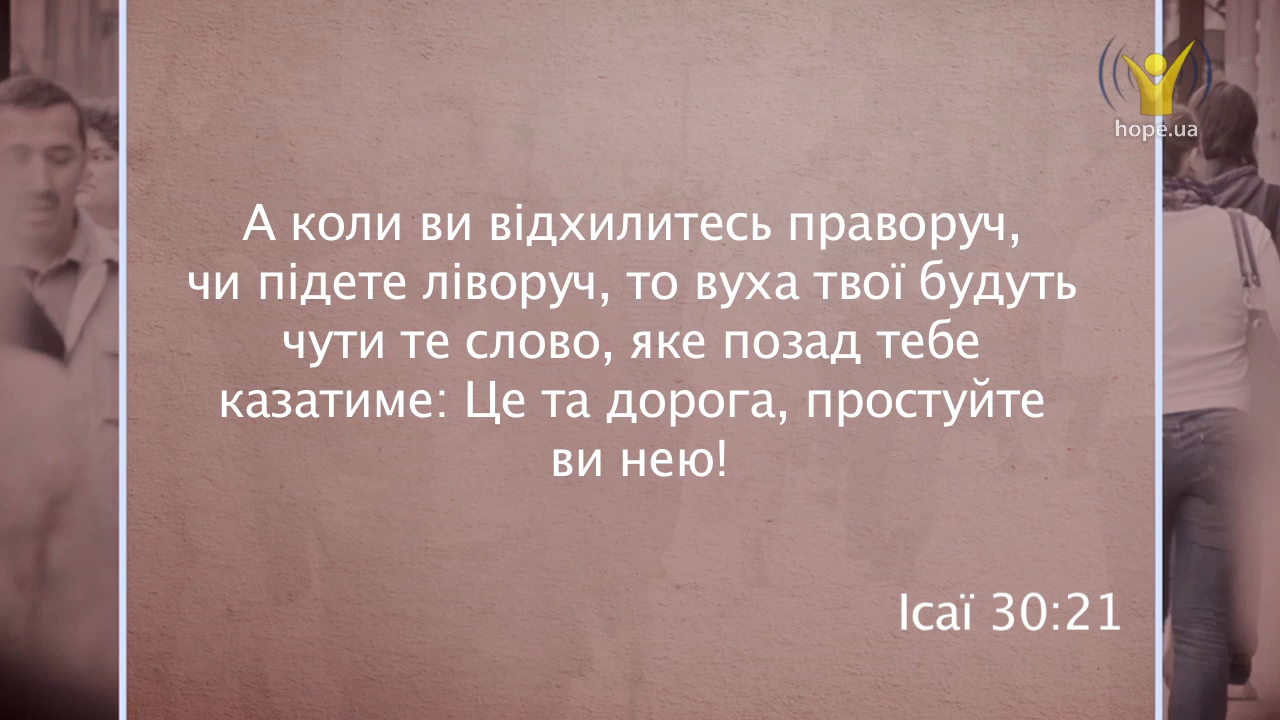 hope.ua
А коли ви відхилитесь праворуч,
чи підете ліворуч, то вуха твої будуть
чути те слово, яке позад тебе
казатиме: Це та дорога, простуйте
ви нею!
Ісаї 30:21